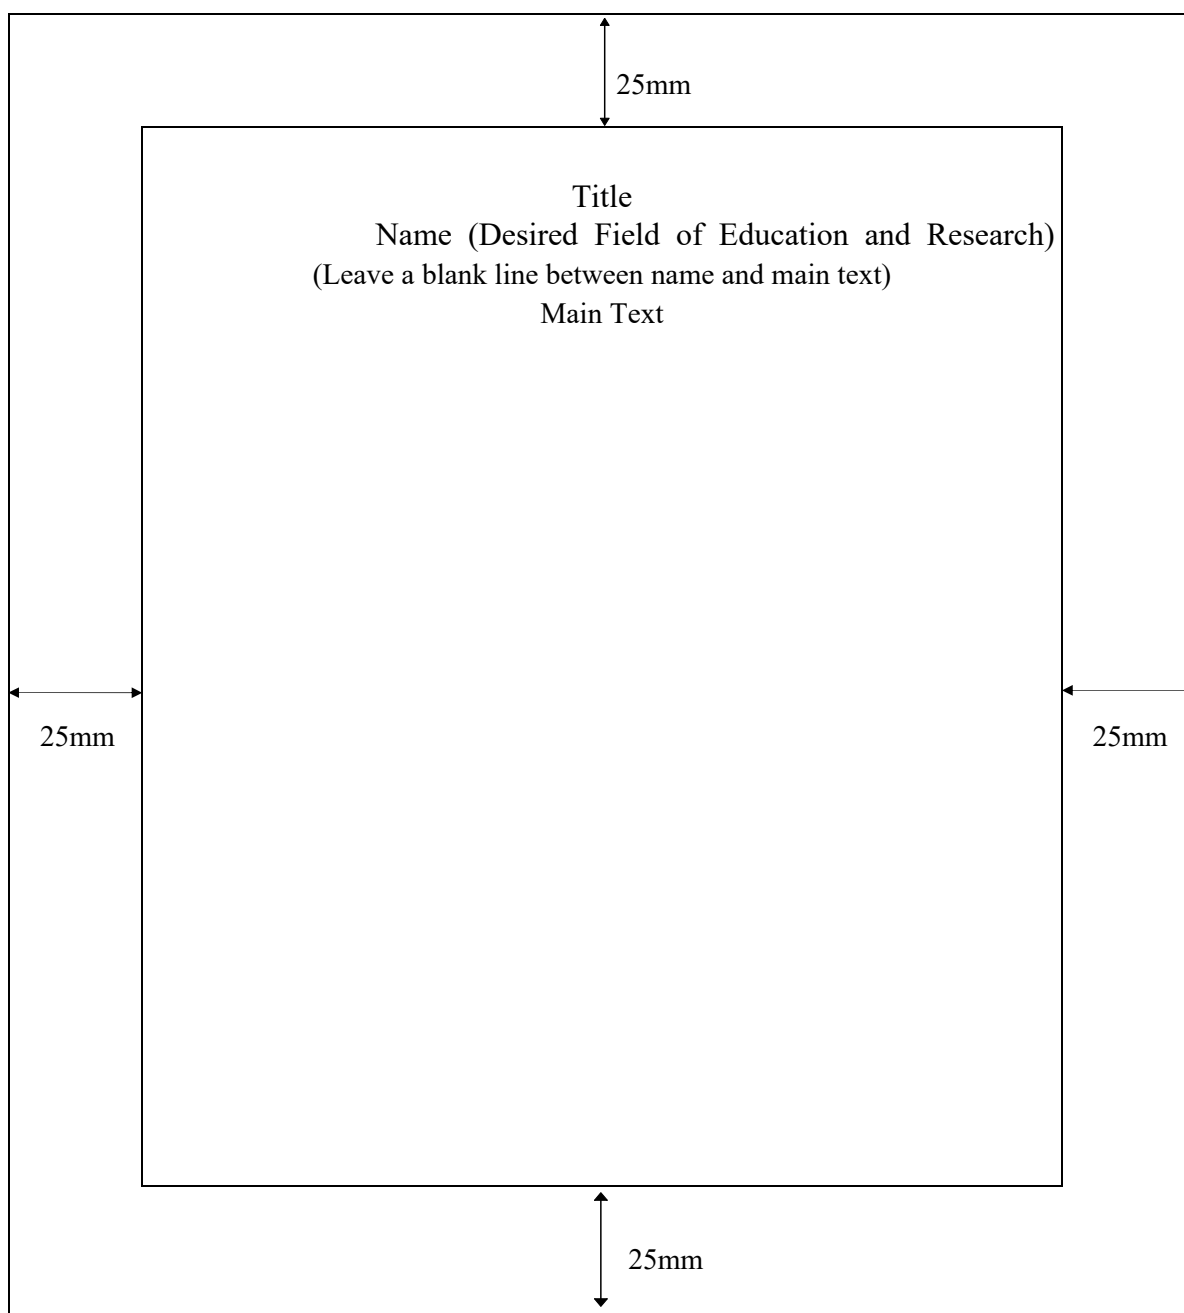 25mm
Title
Name (Desired Field of Education and Research)
(Leave a blank line between name and main text)
Main Text
25mm
25mm
25mm